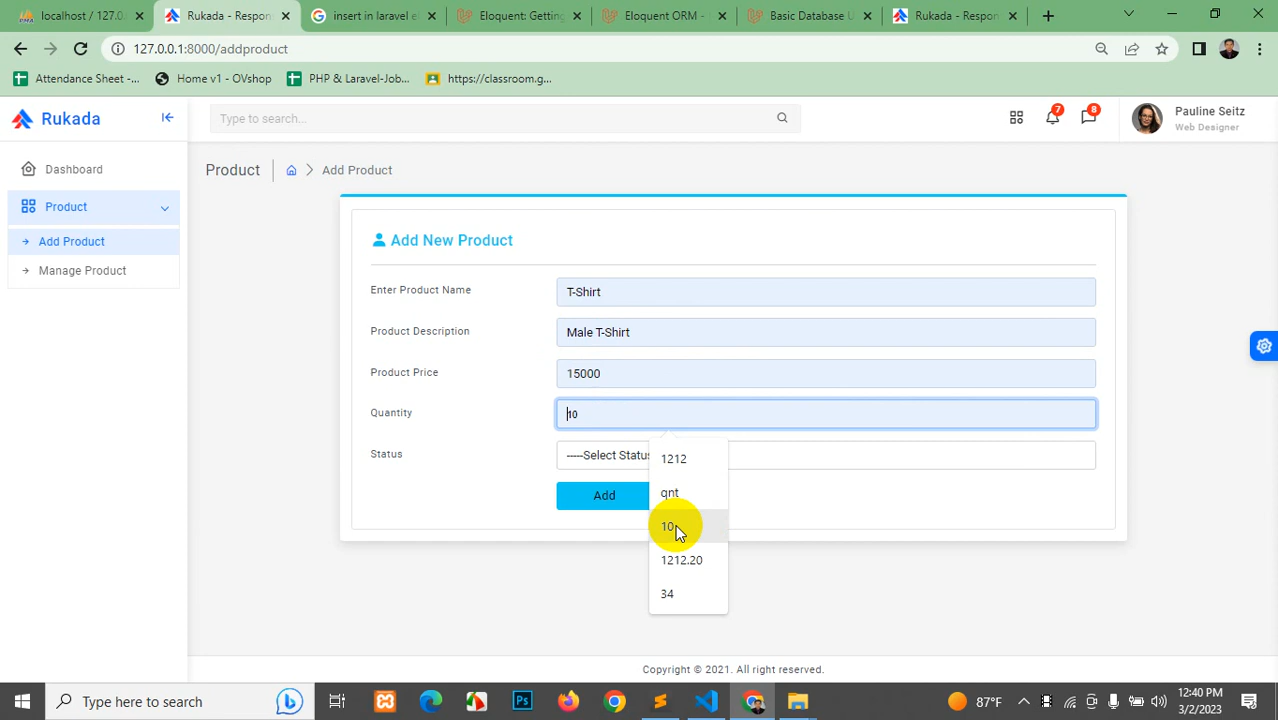 localhost / 127.0.
Rukada - Respon
insert in laravel e
Eloquent: Getting
Eloquent ORM -
Basic Database U
Rukada - Respon
127.0.0.1:8000/addproduct
Attendance Sheet -...
Home v1 - OVshop
PHP & Laravel-Job...
https://classroom.g...
Rukada
Type to search...
7
8
Pauline Seitz
Web Designer
Dashboard
Product
Add Product
Manage Product
Product
Add Product
Add New Product
Enter Product Name
T-Shirt
Product Description
Male T-Shirt
Product Price
15000
Quantity
10
Status
-----Select Status
Add
1212
qnt
10
1212.20
34
Copyright © 2021. All right reserved.
Type here to search
Ps
87°F
12:40 PM
3/2/2023